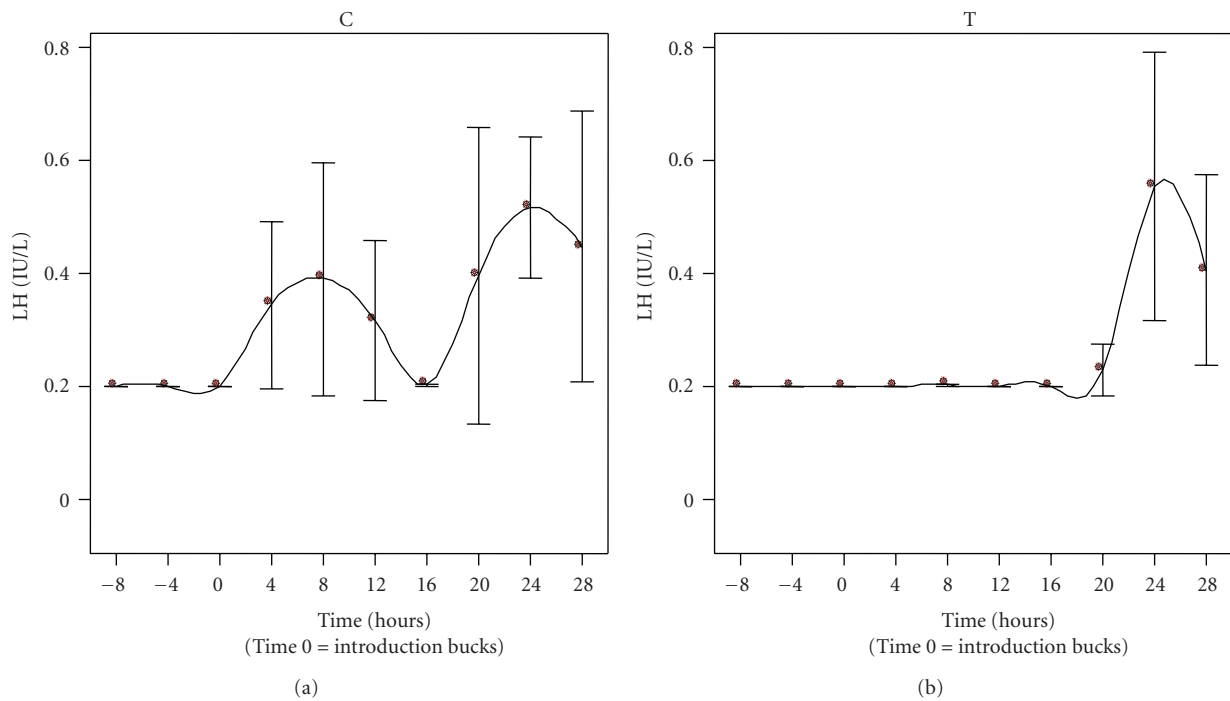 C
0.8
0.6
0.4
0.2
0
LH (IU/L)
−8 −4 0 4 8 12 16 20 24 28
Time (hours)
(Time 0 = introduction bucks)
(a)
T
0.8
0.6
0.4
0.2
0
LH (IU/L)
−8 −4 0 4 8 12 16 20 24 28
Time (hours)
(Time 0 = introduction bucks)
(b)